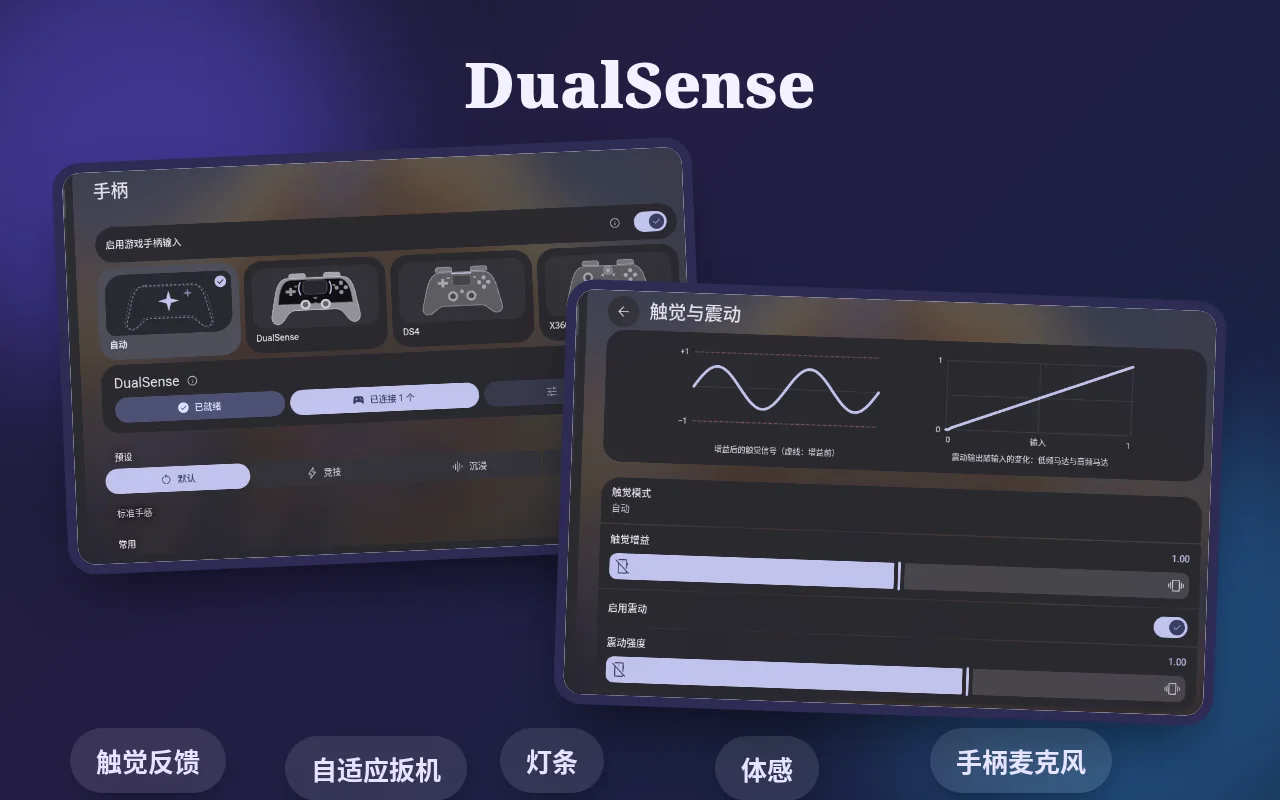 DualSense
手柄
启用游戏手柄输入
自动
DualSense
DS4
DualSense
已就绪
已连接 1 个
预设
默认
竞技
沉浸
标准手感
常用
触觉与震动
+1
-1
增益后的触觉信号（虚线：增益前）
1
0
0
输入
1
震动输出随输入的变化：低频马达与高频马达
触觉模式
自动
触觉增益
1.00
启用震动
震动强度
1.00
触觉反馈
自适应扳机
灯条
体感
手柄麦克风